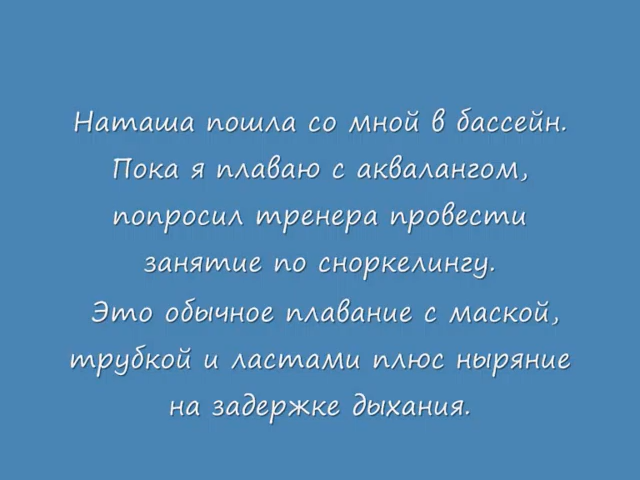 Наташа пошла со мной в бассейн.
Пока я плаваю с аквалангом,
попросил тренера провести
занятие по сноркелингу.
Это обычное плавание с маской,
трубкой и ластами плюс ныряние
на задержке дыхания.